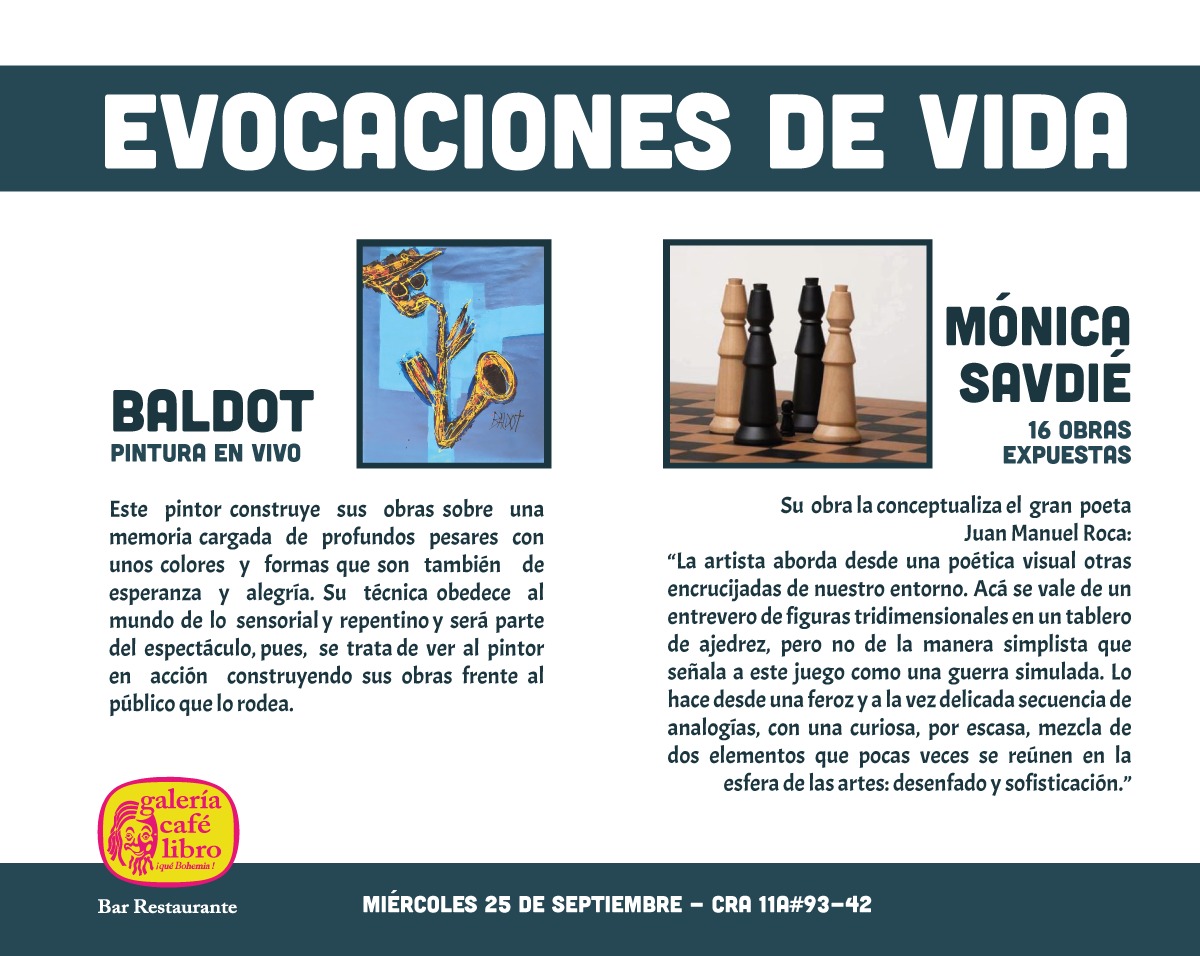 EVOCACIONES DE VIDA
BALDOT
PINTURA EN VIVO
BALDOT
Este pintor construye sus obras sobre una
memoria cargada de profundos pesares con
unos colores y formas que son también de
esperanza y alegría. Su técnica obedece al
mundo de lo sensorial y repentino y será parte
del espectáculo, pues, se trata de ver al pintor
en acción construyendo sus obras frente al
público que lo rodea.
MÓNICA
SAVDIÉ
16 OBRAS
EXPUESTAS
Su obra la conceptualiza el gran poeta
Juan Manuel Roca:
“La artista aborda desde una poética visual otras
encrucijadas de nuestro entorno. Acá se vale de un
entrevero de figuras tridimensionales en un tablero
de ajedrez, pero no de la manera simplista que
señala a este juego como una guerra simulada. Lo
hace desde una feroz y a la vez delicada secuencia de
analogías, con una curiosa, por escasa, mezcla de
dos elementos que pocas veces se reúnen en la
esfera de las artes: desenfado y sofisticación.”
galería
café
libro
¡qué Bohemia!
Bar Restaurante
MIÉRCOLES 25 DE SEPTIEMBRE – CRA 11A#93–42